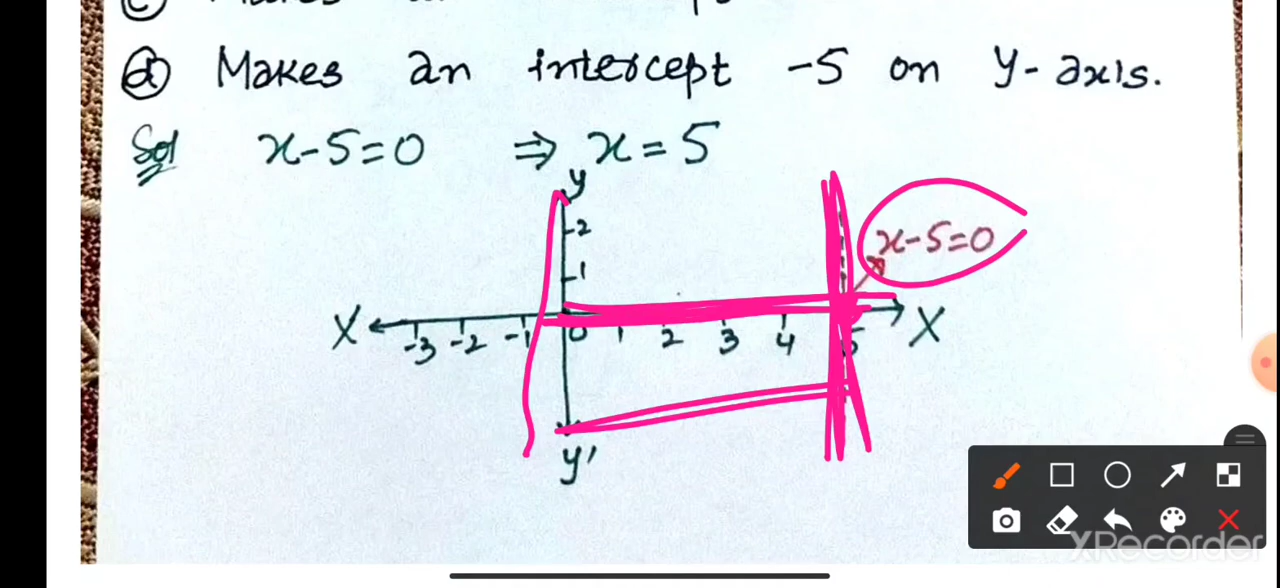 (d) Makes an intercept -5 on Y-axis.
Sol x-5=0 ⇒ x=5
y
2
1
x-5=0
X -3 -2 -1 0 1 2 3 4 5 X
y'
XRecorder